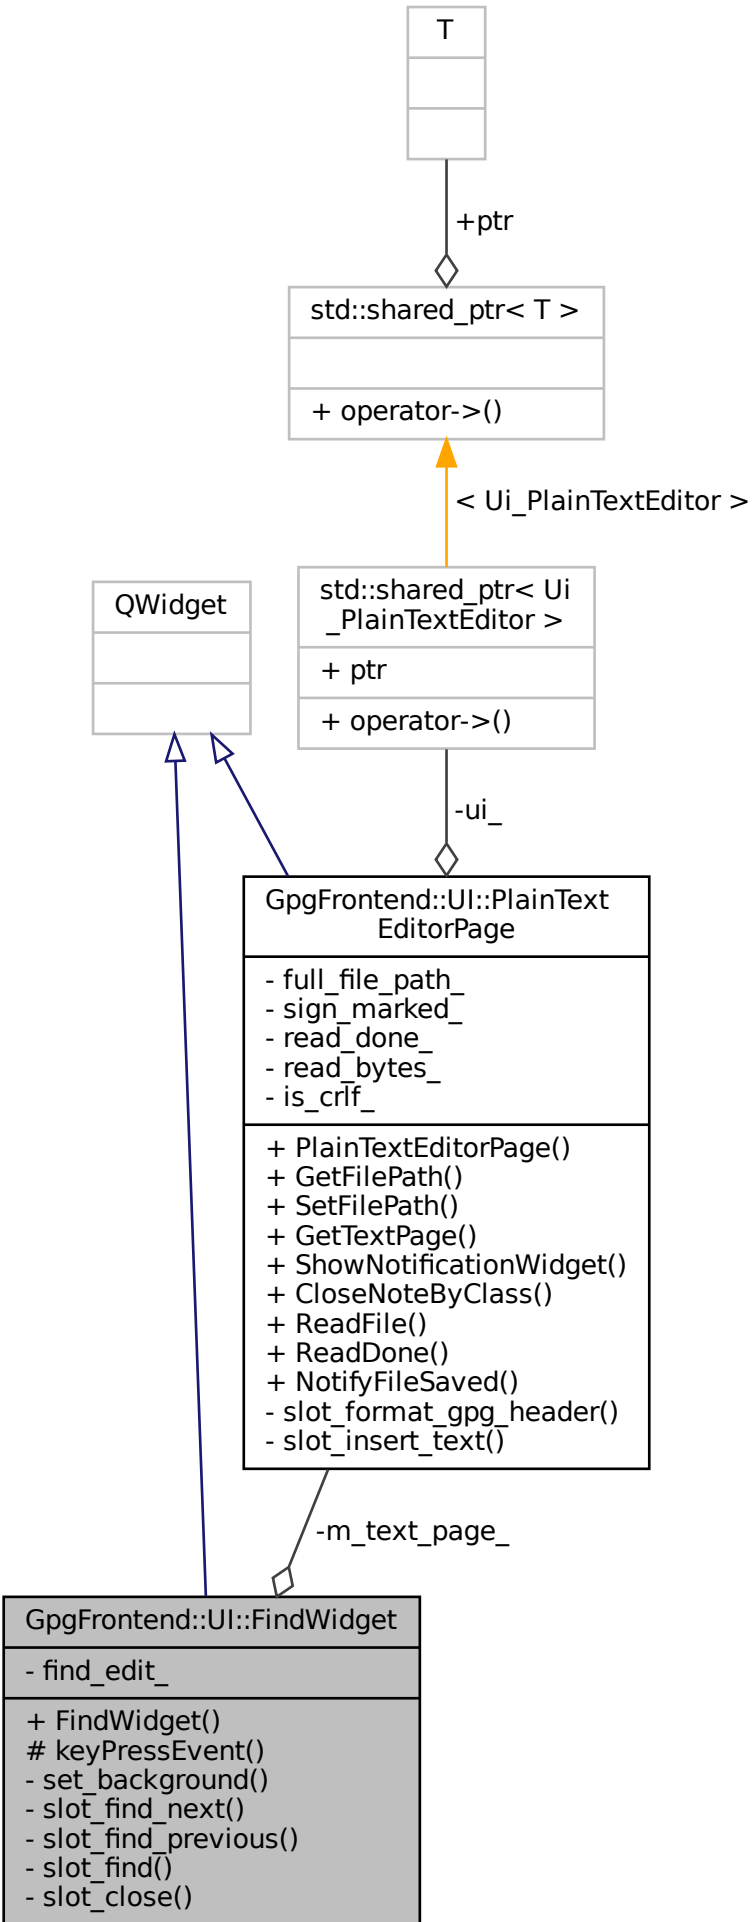 T
+ptr
std::shared_ptr< T >
+ operator->()
< Ui_PlainTextEditor >
QWidget
std::shared_ptr< Ui
_PlainTextEditor >
+ ptr
+ operator->()
-ui_
GpgFrontend::UI::PlainText
EditorPage
- full_file_path_
- sign_marked_
- read_done_
- read_bytes_
- is_crlf_
+ PlainTextEditorPage()
+ GetFilePath()
+ SetFilePath()
+ GetTextPage()
+ ShowNotificationWidget()
+ CloseNoteByClass()
+ ReadFile()
+ ReadDone()
+ NotifyFileSaved()
- slot_format_gpg_header()
- slot_insert_text()
-m_text_page_
GpgFrontend::UI::FindWidget
- find_edit_
+ FindWidget()
# keyPressEvent()
- set_background()
- slot_find_next()
- slot_find_previous()
- slot_find()
- slot_close()